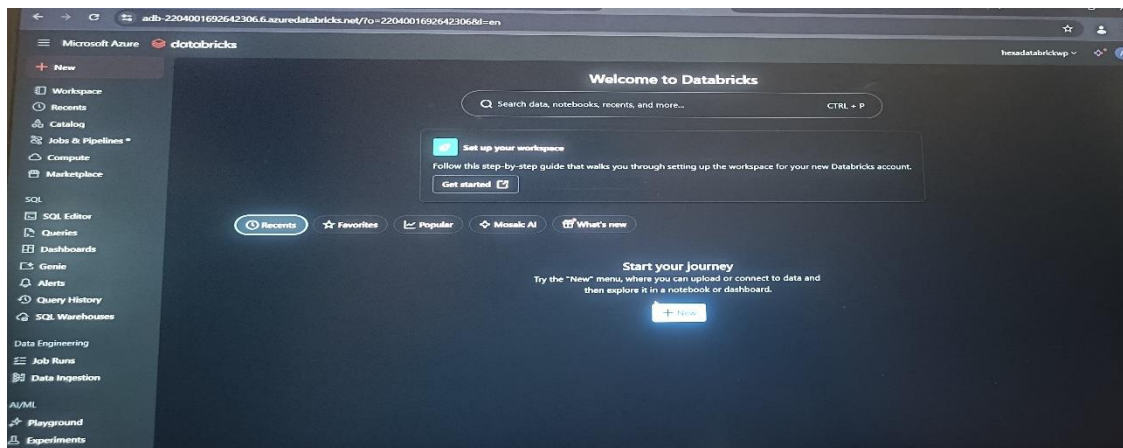 adb-2204001692642306.6.azuredatabricks.net/?o=2204001692642306&l=en
Microsoft Azure databricks
hexadatabrickwp
+ New
Workspace
Recents
Catalog
Jobs & Pipelines
Compute
Marketplace
SQL
SQL Editor
Queries
Dashboards
Genie
Alerts
Query History
SQL Warehouses
Data Engineering
Job Runs
Data Ingestion
AI/ML
Playground
Experiments
Welcome to Databricks
Search data, notebooks, recents, and more... CTRL + P
Set up your workspace
Follow this step-by-step guide that walks you through setting up the workspace for your new Databricks account.
Get started
Recents Favorites Popular Mosaic AI What's new
Start your journey
Try the "New" menu, where you can upload or connect to data and
then explore it in a notebook or dashboard.
+ New